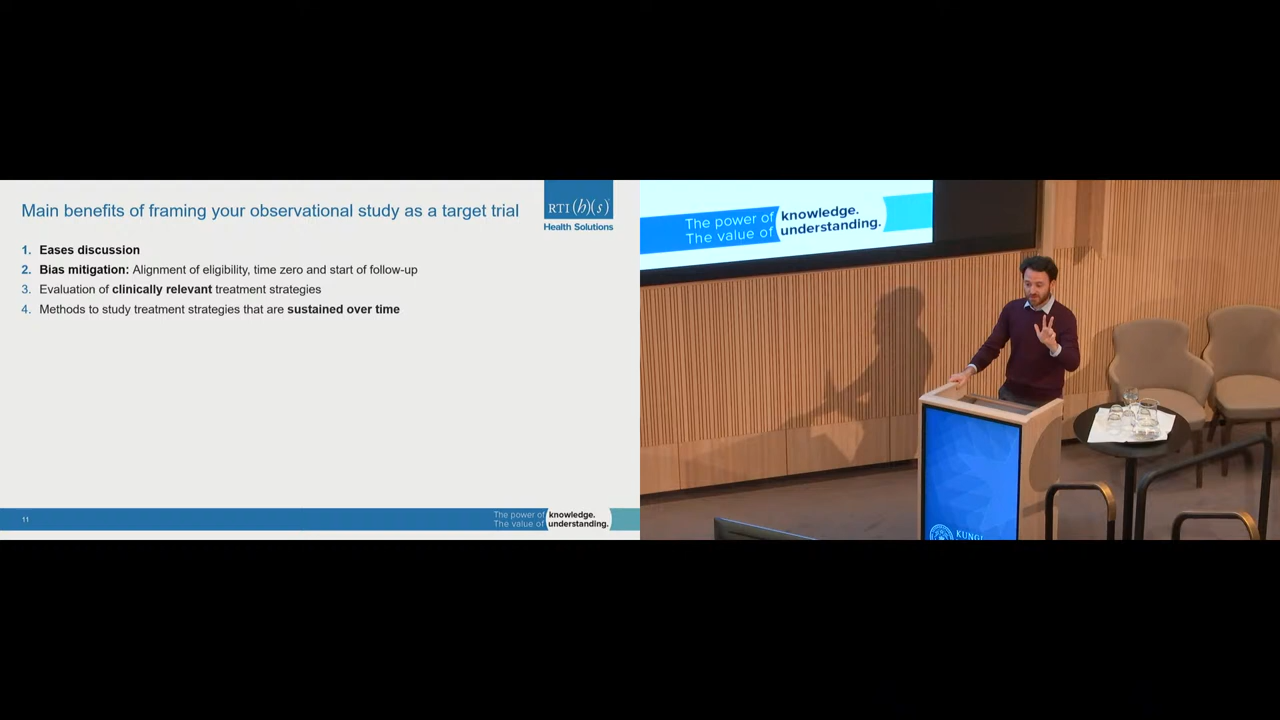 Main benefits of framing your observational study as a target trial
RTI (h)(s)
Health Solutions
1. Eases discussion
2. Bias mitigation: Alignment of eligibility, time zero and start of follow-up
3. Evaluation of clinically relevant treatment strategies
4. Methods to study treatment strategies that are sustained over time
11
The power of knowledge.
The value of understanding.
The power of knowledge.
The value of understanding.